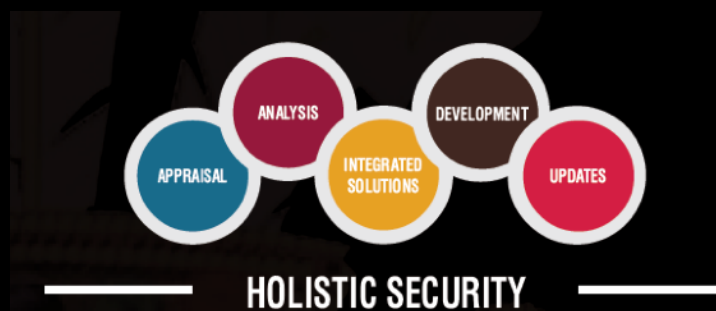 APPRAISAL
ANALYSIS
INTEGRATED
SOLUTIONS
DEVELOPMENT
UPDATES
HOLISTIC SECURITY